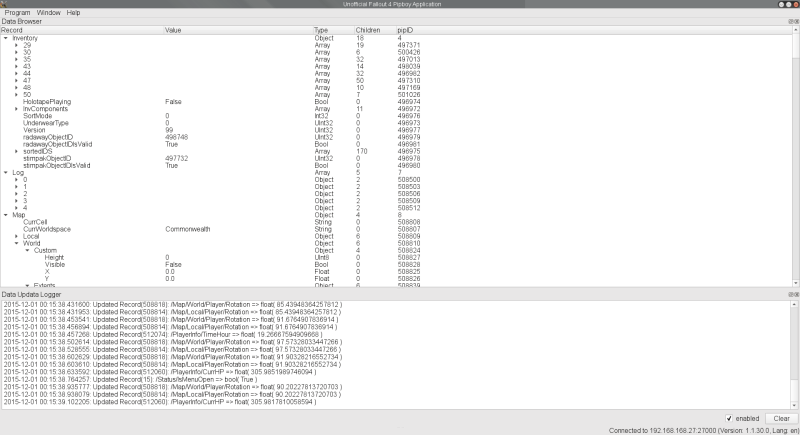 Unofficial Fallout 4 Pipboy Application
Program Window Help
Data Browser
Record Value Type Children pipID
Inventory Object 18 4
29 Array 19 497371
30 Array 6 500426
35 Array 32 497013
43 Array 14 498039
44 Array 32 496982
47 Array 50 497310
48 Array 10 497169
50 Array 7 501026
HolotapePlaying False Bool 0 496974
InvComponents Array 11 496972
SortMode 0 Int32 0 496976
UnderwearType 0 UInt32 0 496973
Version 99 UInt32 0 496977
radawayObjectID 498748 UInt32 0 496979
radawayObjectIDIsValid True Bool 0 496981
sortedIDS Array 170 496975
stimpakObjectID 497732 UInt32 0 496978
stimpakObjectIDIsValid True Bool 0 496980
Log Array 5 7
0 Object 2 508500
1 Object 2 508503
2 Object 2 508506
3 Object 2 508509
4 Object 2 508512
Map Object 4 8
CurrCell String 0 508806
CurrWorldspace Commonwealth String 0 508807
Local Object 6 508809
World Object 6 508810
Custom Object 4 508824
Height 0 UInt8 0 508827
Visible False Bool 0 508828
X 0.0 Float 0 508825
Y 0.0 Float 0 508826
Extents Object 6 508839
Data Update Logger
2015-12-01 00:15:38.431600: Updated Record(508818): /Map/World/Player/Rotation => float( 85.43948364257812 )
2015-12-01 00:15:38.431953: Updated Record(508814): /Map/Local/Player/Rotation => float( 85.43948364257812 )
2015-12-01 00:15:38.453541: Updated Record(508818): /Map/World/Player/Rotation => float( 91.6764907836914 )
2015-12-01 00:15:38.456894: Updated Record(508814): /Map/Local/Player/Rotation => float( 91.6764907836914 )
2015-12-01 00:15:38.457268: Updated Record(512074): /PlayerInfo/TimeHour => float( 19.26667594909668 )
2015-12-01 00:15:38.502614: Updated Record(508818): /Map/World/Player/Rotation => float( 97.57328033447266 )
2015-12-01 00:15:38.528555: Updated Record(508814): /Map/Local/Player/Rotation => float( 97.57328033447266 )
2015-12-01 00:15:38.602629: Updated Record(508818): /Map/World/Player/Rotation => float( 91.90328216552734 )
2015-12-01 00:15:38.603610: Updated Record(508814): /Map/Local/Player/Rotation => float( 91.90328216552734 )
2015-12-01 00:15:38.633592: Updated Record(512060): /PlayerInfo/CurrHP => float( 305.9851989746094 )
2015-12-01 00:15:38.764257: Updated Record(15): /Status/IsMenuOpen => bool( True )
2015-12-01 00:15:38.935777: Updated Record(508818): /Map/World/Player/Rotation => float( 90.20227813720703 )
2015-12-01 00:15:38.938079: Updated Record(508814): /Map/Local/Player/Rotation => float( 90.20227813720703 )
2015-12-01 00:15:39.102205: Updated Record(512060): /PlayerInfo/CurrHP => float( 305.9817810058594 )
enabled Clear
Connected to 192.168.168.27:27000 (Version: 1.1.30.0, Lang: en)